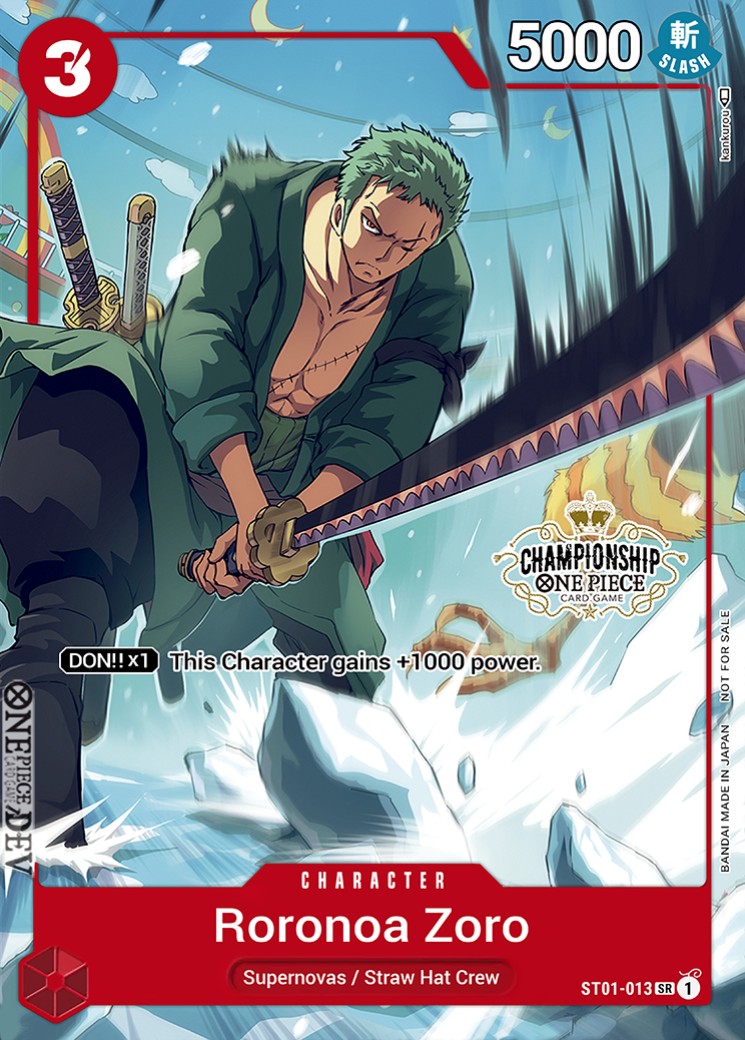 3
5000
斬
SLASH
kankurou
CHAMPIONSHIP
ONE PIECE
CARD GAME
DON!! x1 This Character gains +1000 power.
NOT FOR SALE
BANDAI MADE IN JAPAN
ONE PIECE
CARD GAME
DEV
CHARACTER
Roronoa Zoro
Supernovas / Straw Hat Crew
ST01-013 SR 1